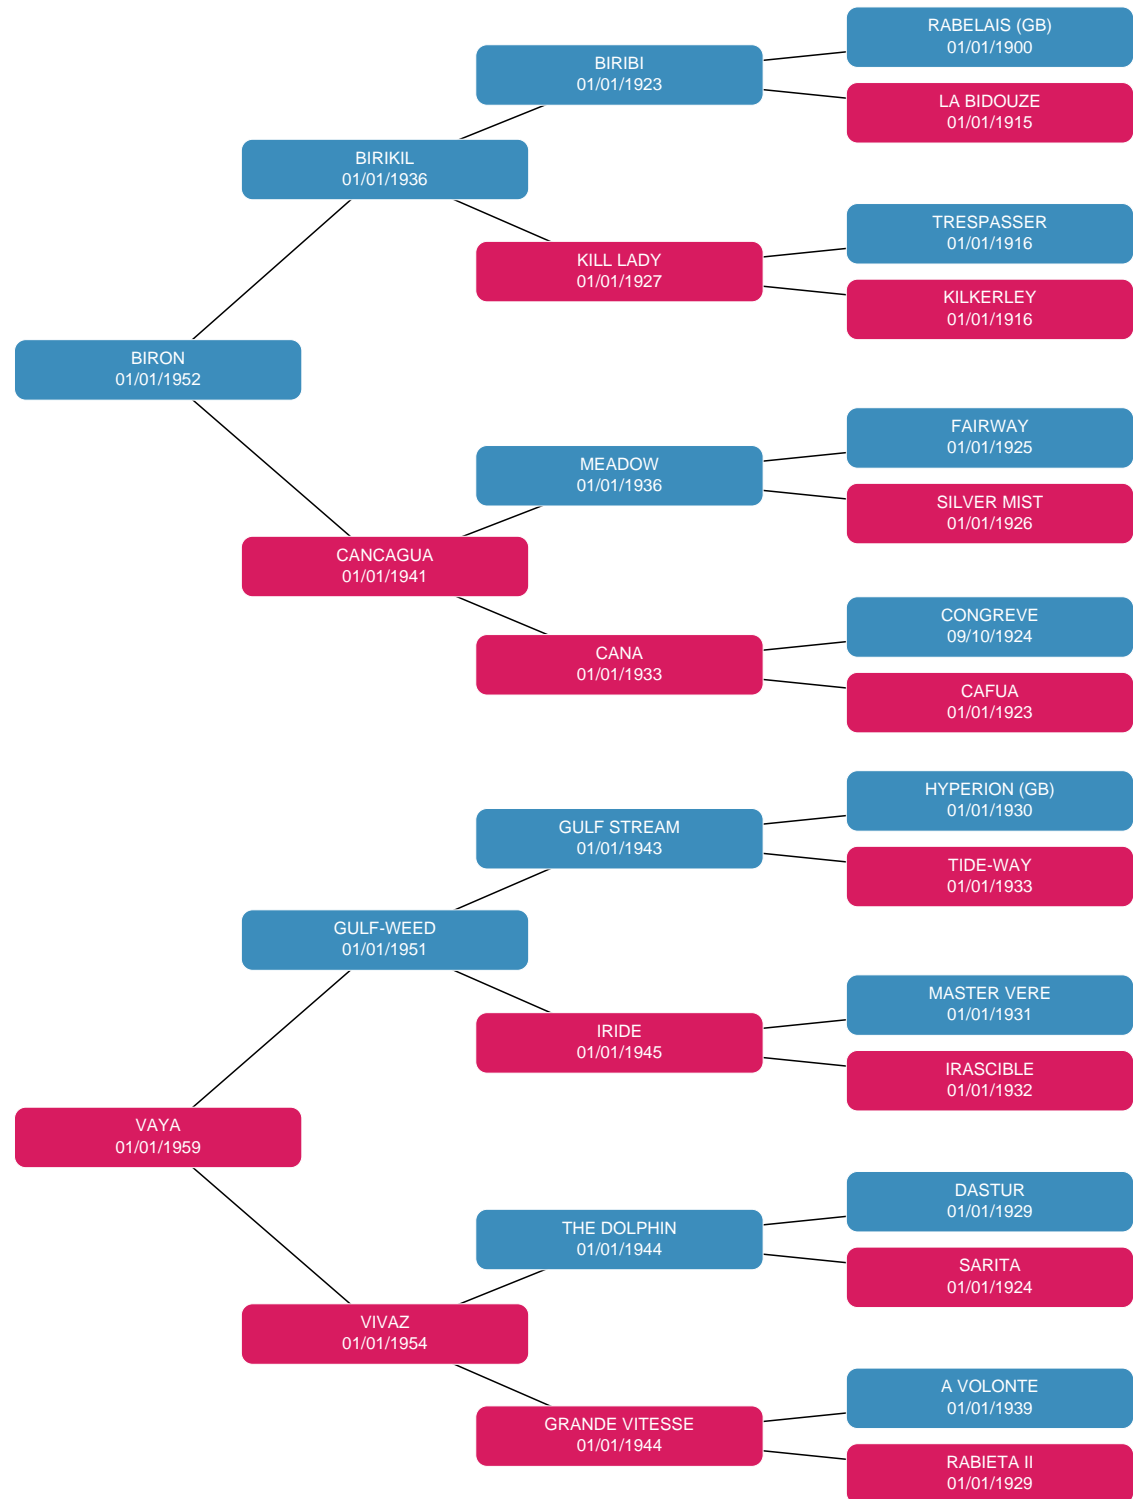 RABELAIS (GB)
01/01/1900
BIRIBI
01/01/1923
LA BIDOUZE
01/01/1915
BIRIKIL
01/01/1936
TRESPASSER
01/01/1916
KILL LADY
01/01/1927
KILKERLEY
01/01/1916
BIRON
01/01/1952
FAIRWAY
01/01/1925
MEADOW
01/01/1936
SILVER MIST
01/01/1926
CANCAGUA
01/01/1941
CONGREVE
09/10/1924
CANA
01/01/1933
CAFUA
01/01/1923
HYPERION (GB)
01/01/1930
GULF STREAM
01/01/1943
TIDE-WAY
01/01/1933
GULF-WEED
01/01/1951
MASTER VERE
01/01/1931
IRIDE
01/01/1945
IRASCIBLE
01/01/1932
VAYA
01/01/1959
DASTUR
01/01/1929
THE DOLPHIN
01/01/1944
SARITA
01/01/1924
VIVAZ
01/01/1954
A VOLONTE
01/01/1939
GRANDE VITESSE
01/01/1944
RABIETA II
01/01/1929